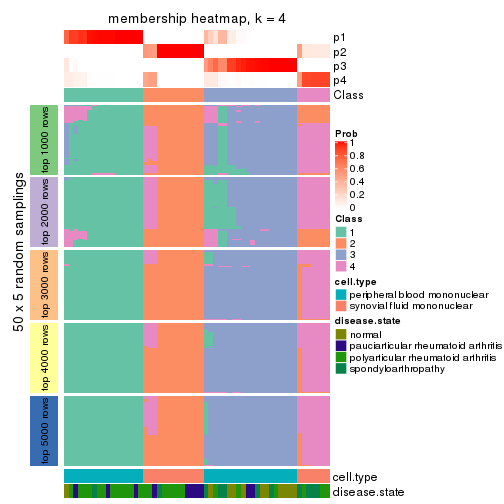 membership heatmap, k = 4
p1
p2
p3
p4
Class
50 x 5 random samplings
top 1000 rows
top 2000 rows
top 3000 rows
top 4000 rows
top 5000 rows
Prob
1
0.8
0.6
0.4
0.2
0
Class
1
2
3
4
cell.type
peripheral blood mononuclear
synovial fluid mononuclear
disease.state
normal
pauciarticular rheumatoid arthritis
polyarticular rheumatoid arthritis
spondyloarthropathy
cell.type
disease.state